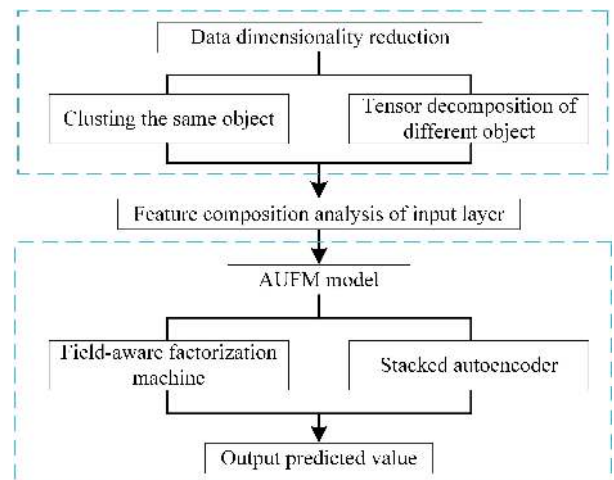 Data dimensionality reduction
Clusting the same object
Tensor decomposition of
different object
Feature composition analysis of input layer
AUFM model
Field-aware factorization
machine
Stacked autoencoder
Output predicted value